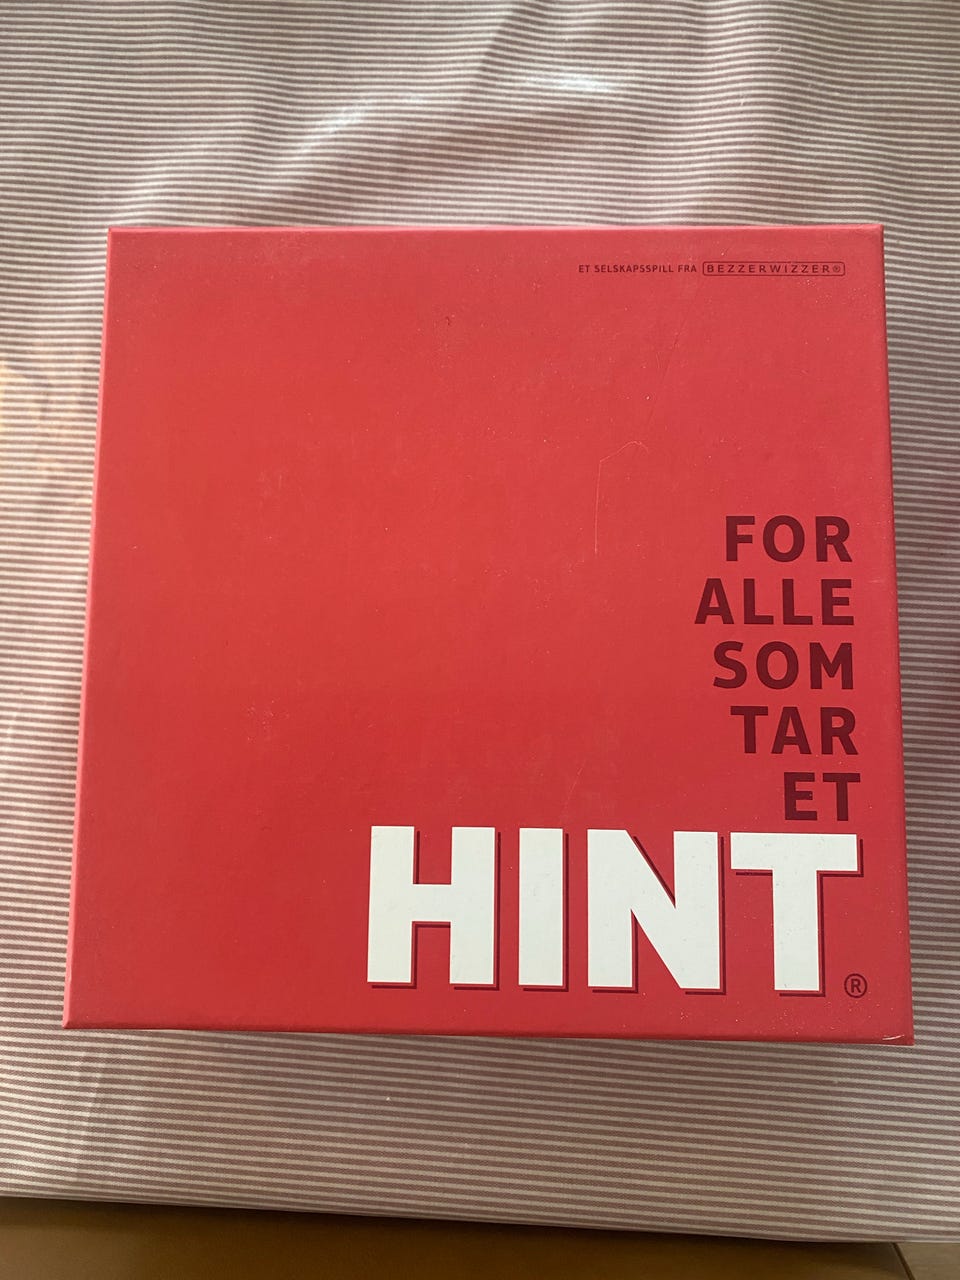 ET SELSKAPSSPILL FRA BEZZERWIZZER®
FOR
ALLE
SOM
TAR
ET
HINT®